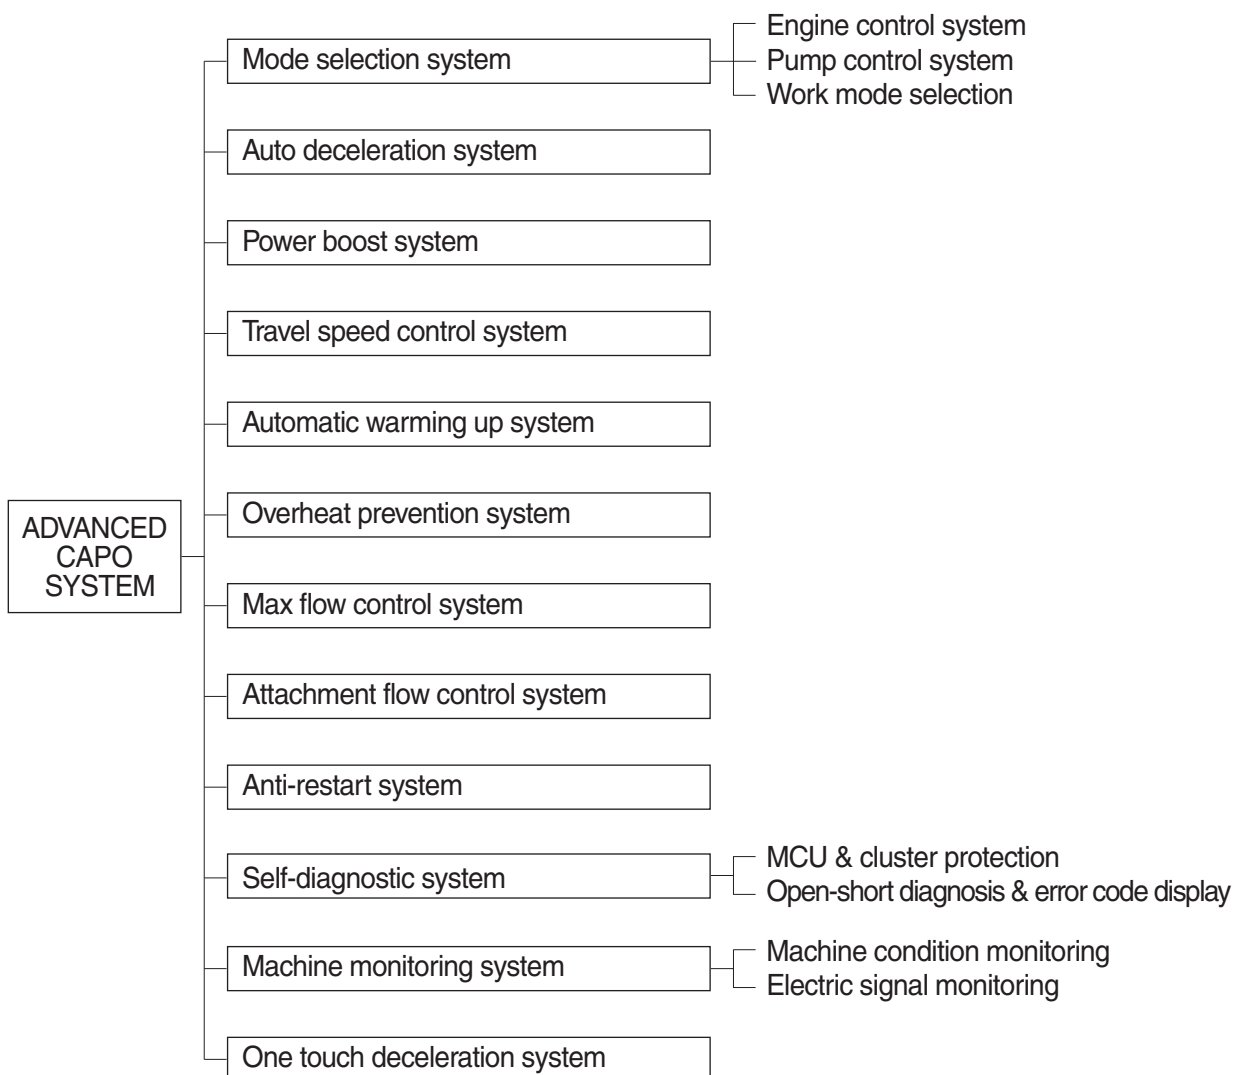 Engine control system
Mode selection system
Pump control system
Work mode selection
Auto deceleration system
Power boost system
Travel speed control system
Automatic warming up system
Overheat prevention system
ADVANCED
CAPO
SYSTEM
Max flow control system
Attachment flow control system
Anti-restart system
MCU & cluster protection
Self-diagnostic system
Open-short diagnosis & error code display
Machine condition monitoring
Machine monitoring system
Electric signal monitoring
One touch deceleration system